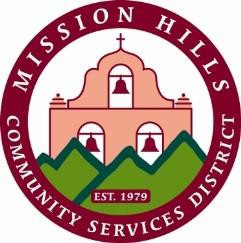 MISSION HILLS
EST. 1979
COMMUNITY SERVICES DISTRICT